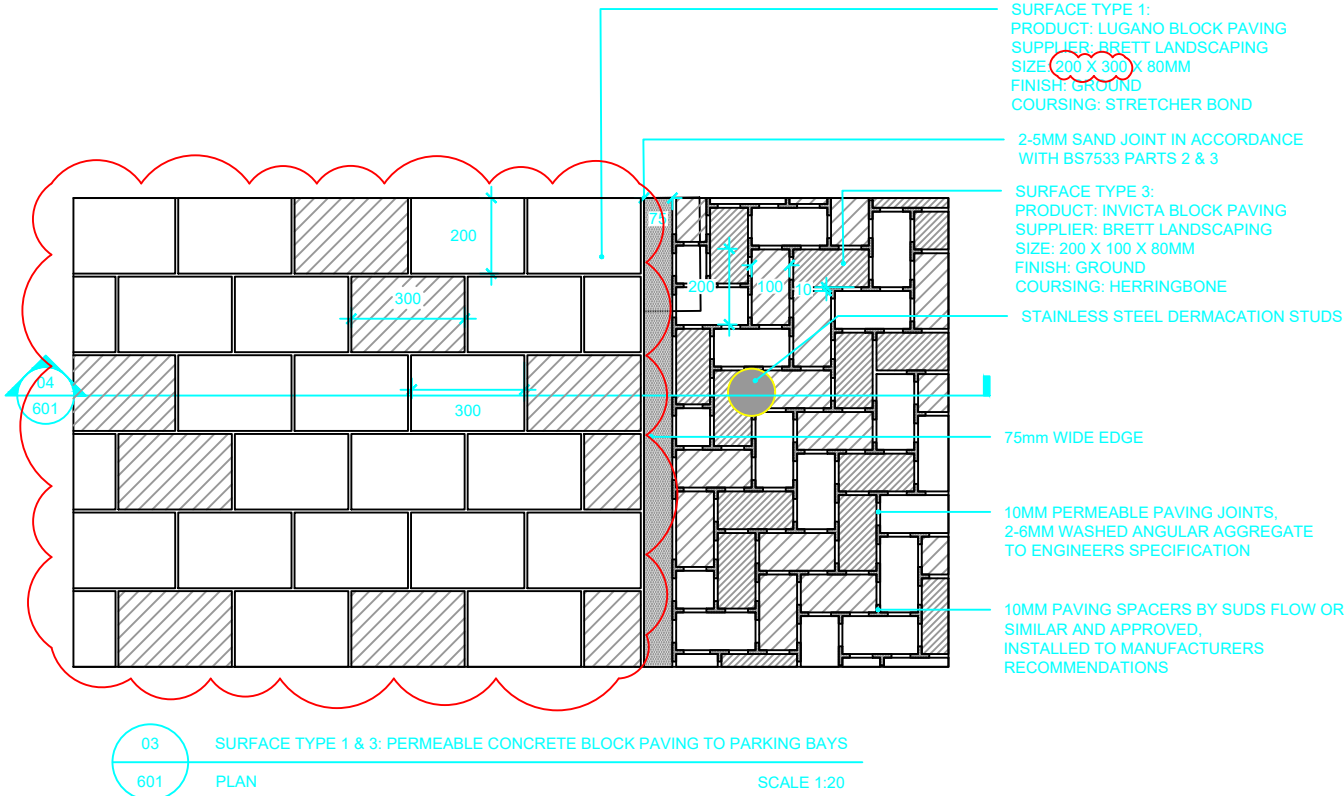 SURFACE TYPE 1:
PRODUCT: LUGANO BLOCK PAVING
SUPPLIER: BRETT LANDSCAPING
SIZE: 200 X 300 X 80MM
FINISH: GROUND
COURSING: STRETCHER BOND
2-5MM SAND JOINT IN ACCORDANCE
WITH BS7533 PARTS 2 & 3
SURFACE TYPE 3:
PRODUCT: INVICTA BLOCK PAVING
SUPPLIER: BRETT LANDSCAPING
SIZE: 200 X 100 X 80MM
FINISH: GROUND
COURSING: HERRINGBONE
STAINLESS STEEL DERMACATION STUDS
75mm WIDE EDGE
10MM PERMEABLE PAVING JOINTS,
2-6MM WASHED ANGULAR AGGREGATE
TO ENGINEERS SPECIFICATION
10MM PAVING SPACERS BY SUDS FLOW OR
SIMILAR AND APPROVED,
INSTALLED TO MANUFACTURERS
RECOMMENDATIONS
75
200
300
200
100
10
300
04
601
03
601
SURFACE TYPE 1 & 3: PERMEABLE CONCRETE BLOCK PAVING TO PARKING BAYS
PLAN
SCALE 1:20